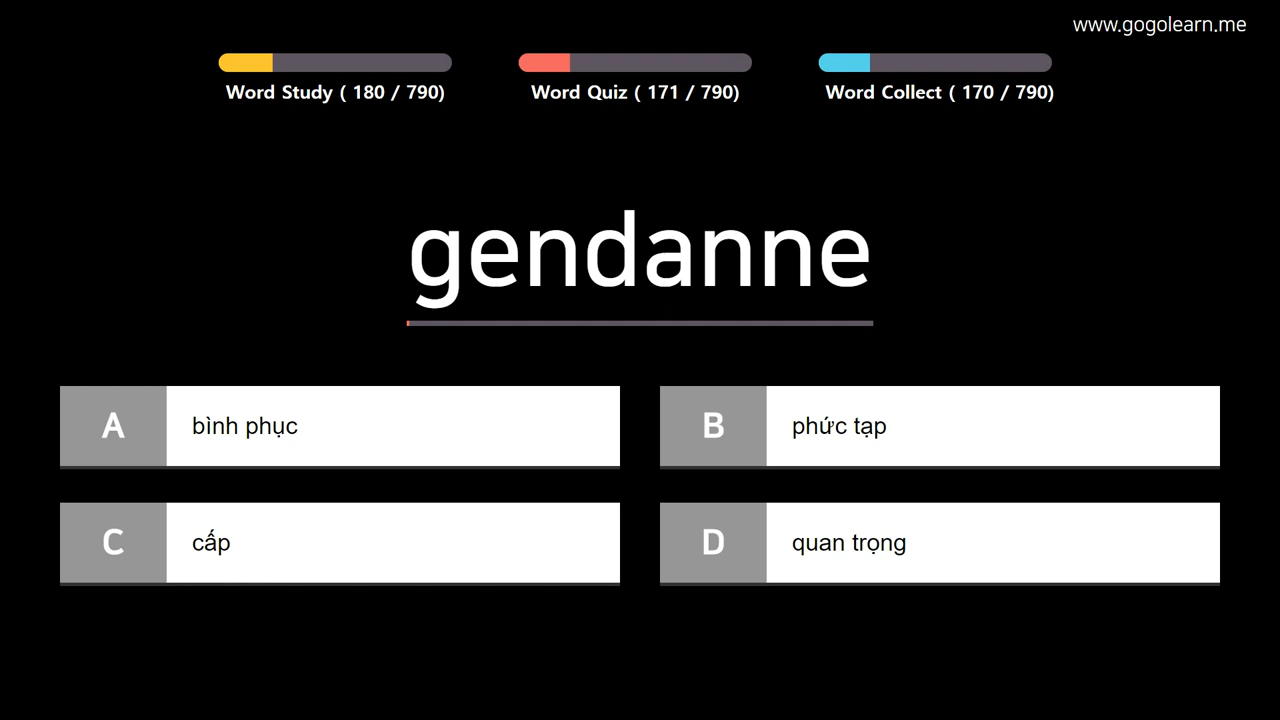 www.gogolearn.me
Word Study ( 180 / 790)
Word Quiz ( 171 / 790)
Word Collect ( 170 / 790)
gendanne
A bình phục
B phức tạp
C cấp
D quan trọng